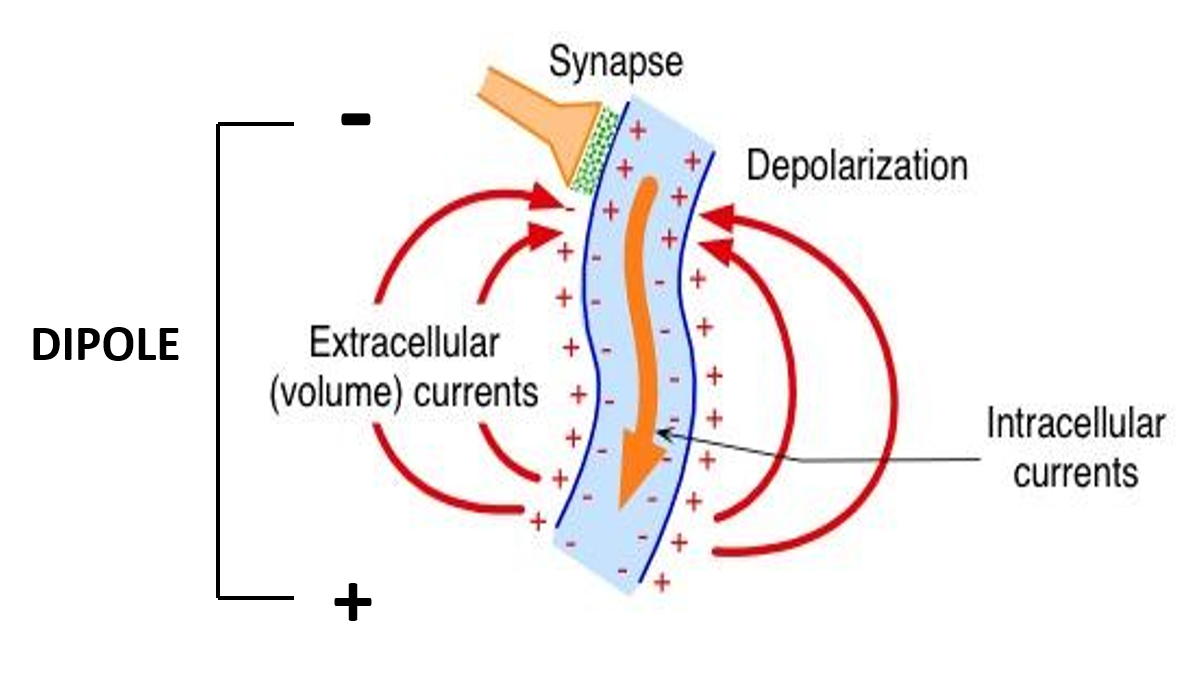 Synapse
-
Depolarization
DIPOLE
Extracellular
(volume) currents
Intracellular
currents
+